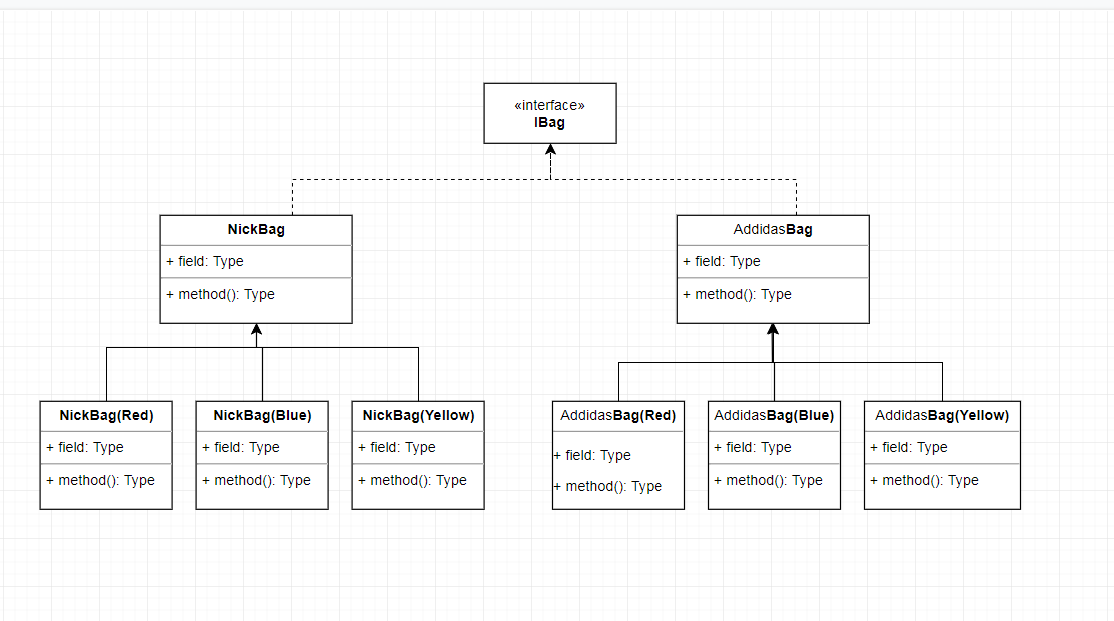 «interface»
IBag
NickBag
+ field: Type
+ method(): Type
AddidasBag
+ field: Type
+ method(): Type
NickBag(Red)
+ field: Type
+ method(): Type
NickBag(Blue)
+ field: Type
+ method(): Type
NickBag(Yellow)
+ field: Type
+ method(): Type
AddidasBag(Red)
+ field: Type
+ method(): Type
AddidasBag(Blue)
+ field: Type
+ method(): Type
AddidasBag(Yellow)
+ field: Type
+ method(): Type